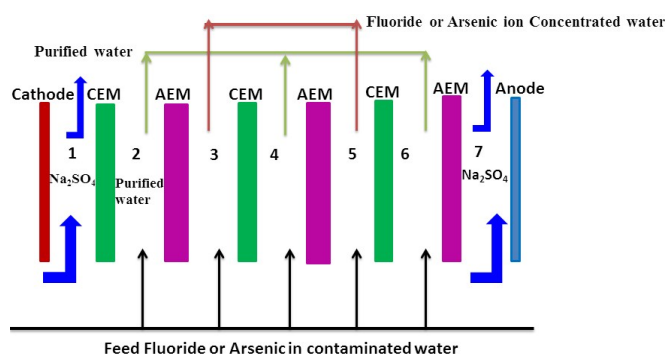 Fluoride or Arsenic ion Concentrated water
Purified water
Cathode CEM AEM CEM AEM CEM AEM Anode
1 2 3 4 5 6 7
Na₂SO₄ Purified water Na₂SO₄
Feed Fluoride or Arsenic in contaminated water